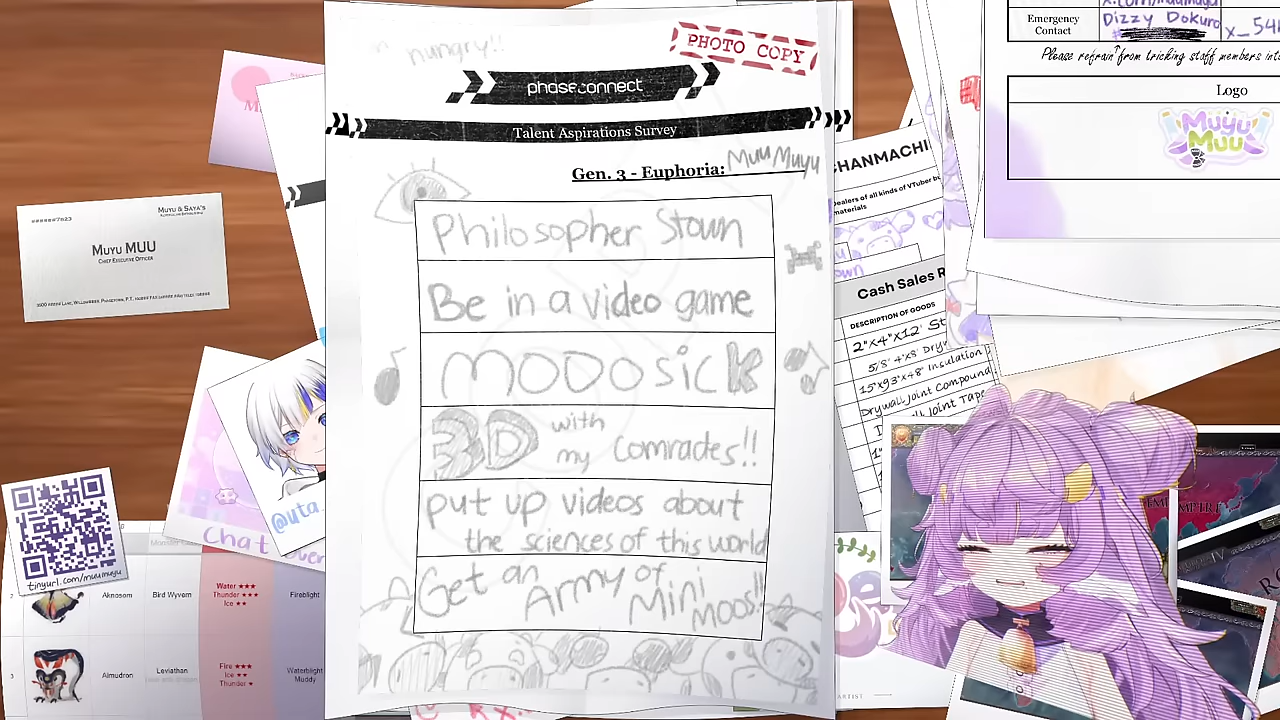 hungry!!
PHOTO COPY
phase connect
Talent Aspirations Survey
Gen. 3 - Euphoria: Muu Muyu
Philosopher Stown
Be in a video game
MOOOsicK
3D with my comrades!!
put up videos about
the sciences of this world
Get an Army of Mini Moos!!
Muyu & Saya's
Muyu MUU
Chief Executive Officer
tinyurl.com/muumuyu
Chat
Aknosom
Bird Wyvern
Water ★★★
Thunder ★★★
Ice ★★
Fireblight
Almudron
Leviathan
Fire ★★★
Ice ★★
Thunder ★
Waterblight
Muddy
x.com/muumuyu
Emergency
Contact
Dizzy Dokuro
Please refrain from tricking staff members
Logo
Muyu
Muu
CHANMACHI
Dealers of all kinds of VTuber
materials
Cash Sales R
DESCRIPTION OF GOODS
2"x4"x12' St
5/8' 4'x8' Dry
15"x93"x48' Insulation
Drywall Joint Compound
Joint Tape
ARTIST